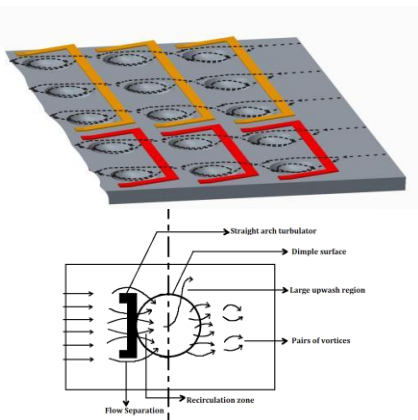 Straight arch turbulator
Dimple surface
Large upwash region
Pairs of vortices
Recirculation zone
Flow Separation